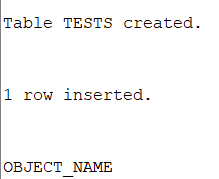 Table TESTS created.
1 row inserted.
OBJECT_NAME